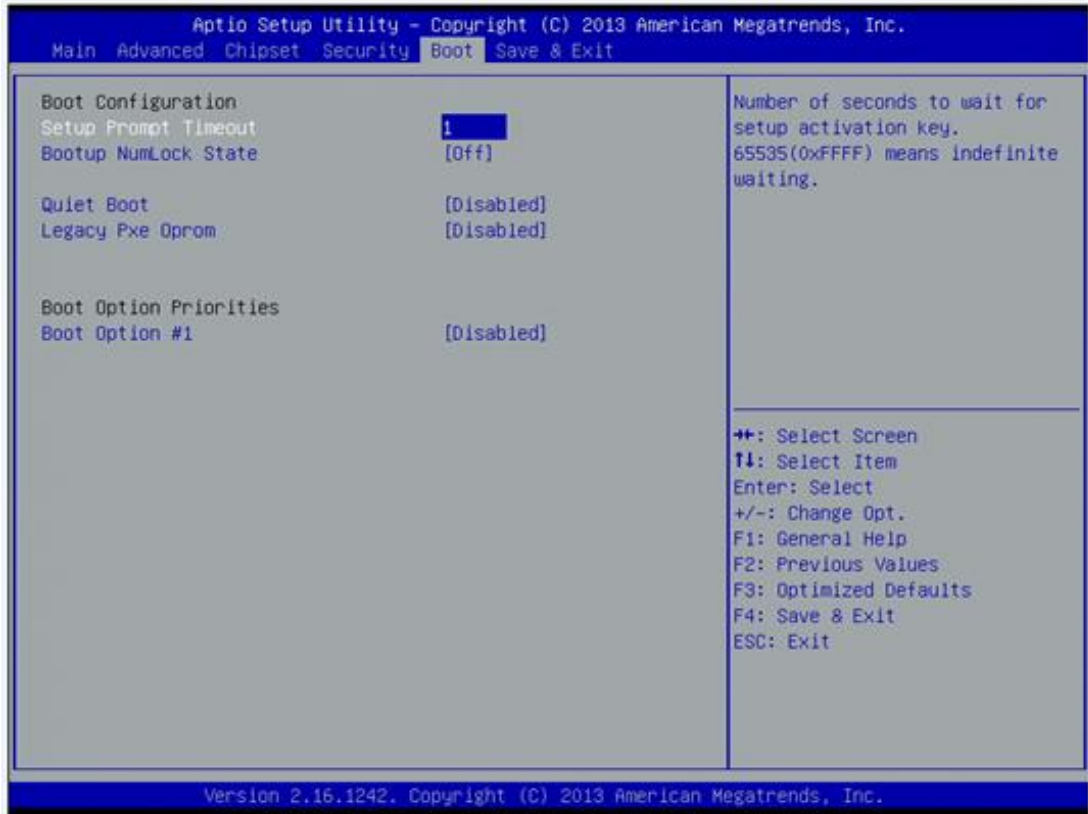 Aptio Setup Utility – Copyright (C) 2013 American Megatrends, Inc.
Main Advanced Chipset Security Boot Save & Exit
Boot Configuration
Setup Prompt Timeout 1
Bootup NumLock State [Off]
Quiet Boot [Disabled]
Legacy Pxe Oprom [Disabled]
Boot Option Priorities
Boot Option #1 [Disabled]
Number of seconds to wait for
setup activation key.
65535(0xFFFF) means indefinite
waiting.
→←: Select Screen
↑↓: Select Item
Enter: Select
+/-: Change Opt.
F1: General Help
F2: Previous Values
F3: Optimized Defaults
F4: Save & Exit
ESC: Exit
Version 2.16.1242. Copyright (C) 2013 American Megatrends, Inc.